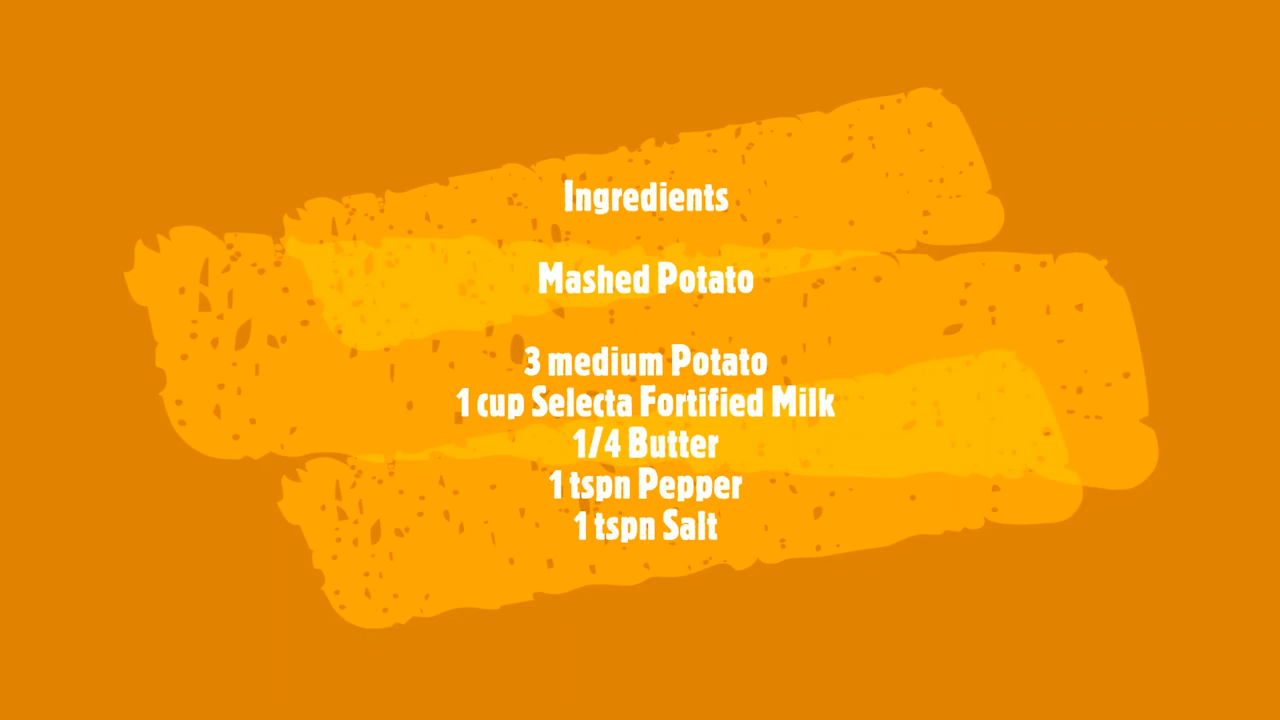 Ingredients
Mashed Potato
3 medium Potato
1 cup Selecta Fortified Milk
1/4 Butter
1 tspn Pepper
1 tspn Salt